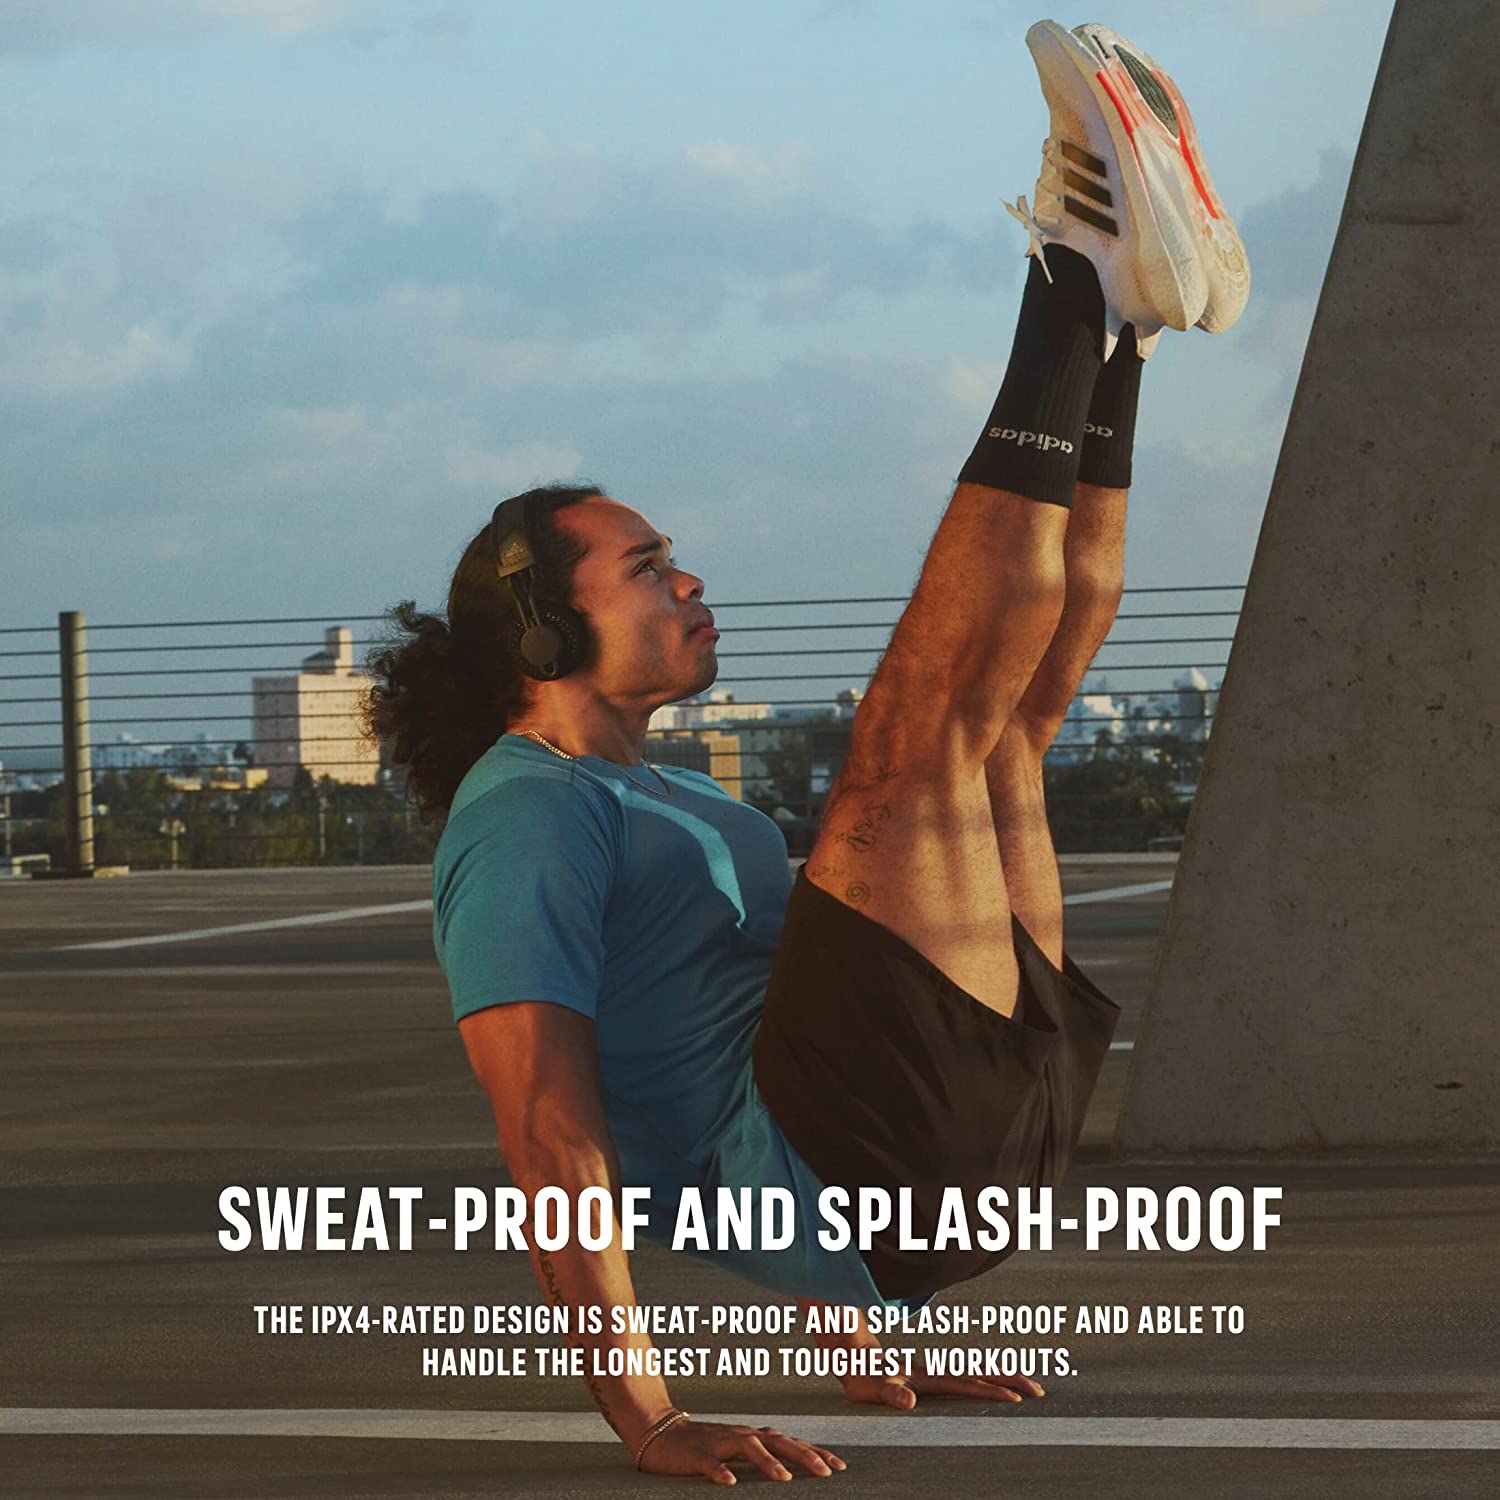 adidas
SWEAT-PROOF AND SPLASH-PROOF
THE IPX4-RATED DESIGN IS SWEAT-PROOF AND SPLASH-PROOF AND ABLE TO
HANDLE THE LONGEST AND TOUGHEST WORKOUTS.